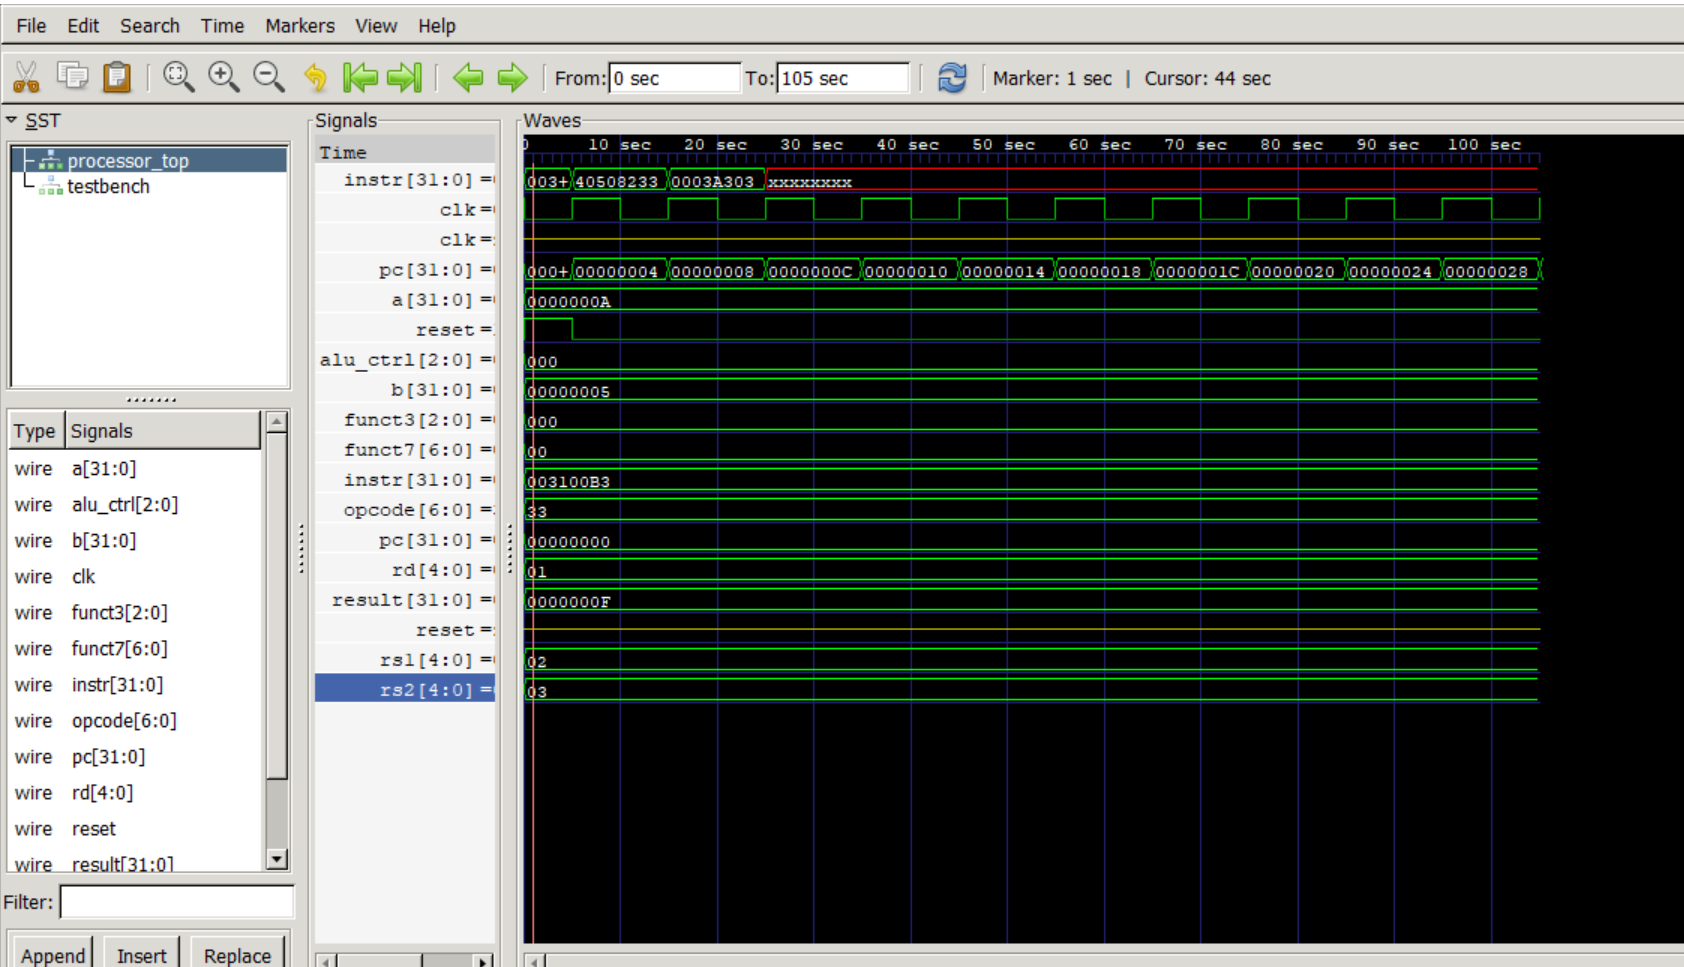 File Edit Search Time Markers View Help
From: 0 sec To: 105 sec Marker: 1 sec | Cursor: 44 sec
SST
processor_top
testbench
Type Signals
wire a[31:0]
wire alu_ctrl[2:0]
wire b[31:0]
wire clk
wire funct3[2:0]
wire funct7[6:0]
wire instr[31:0]
wire opcode[6:0]
wire pc[31:0]
wire rd[4:0]
wire reset
wire result[31:0]
Filter:
Append Insert Replace
Signals
Time
instr[31:0] =
clk =
clk =
pc[31:0] =
a[31:0] =
reset =
alu_ctrl[2:0] =
b[31:0] =
funct3[2:0] =
funct7[6:0] =
instr[31:0] =
opcode[6:0] =
pc[31:0] =
rd[4:0] =
result[31:0] =
reset =
rs1[4:0] =
rs2[4:0] =
Waves
10 sec 20 sec 30 sec 40 sec 50 sec 60 sec 70 sec 80 sec 90 sec 100 sec
003+ 40508233 0003A303 xxxxxxxx
000+ 00000004 00000008 0000000C 00000010 00000014 00000018 0000001C 00000020 00000024 00000028
0000000A
000
00000005
000
00
003100B3
33
00000000
01
0000000F
02
03